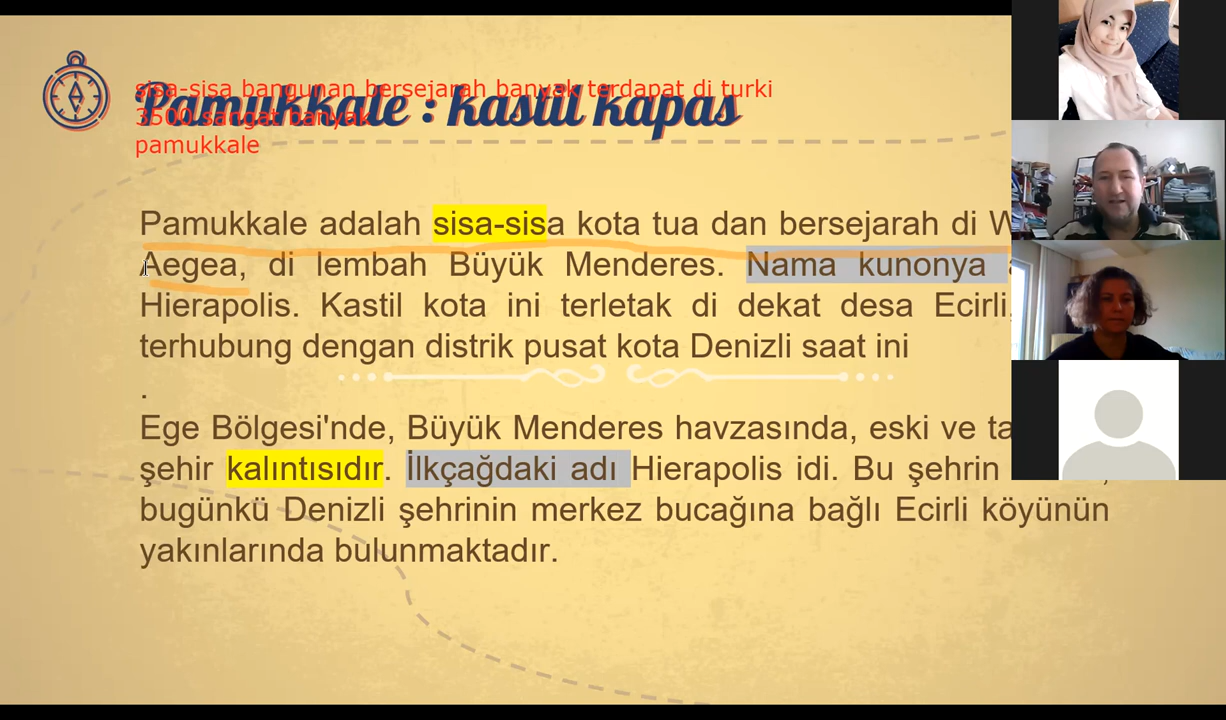 sisa-sisa bangunan bersejarah banyak terdapat di turki
Pamukkale : kastil kapas
3500 sangat banyak
pamukkale
Pamukkale adalah sisa-sisa kota tua dan bersejarah di
Aegea, di lembah Büyük Menderes. Nama kunonya
Hierapolis. Kastil kota ini terletak di dekat desa Ecirli,
terhubung dengan distrik pusat kota Denizli saat ini
.
Ege Bölgesi'nde, Büyük Menderes havzasında, eski ve
şehir kalıntısıdır. İlkçağdaki adı Hierapolis idi. Bu şehrin
bugünkü Denizli şehrinin merkez bucağına bağlı Ecirli köyünün
yakınlarında bulunmaktadır.